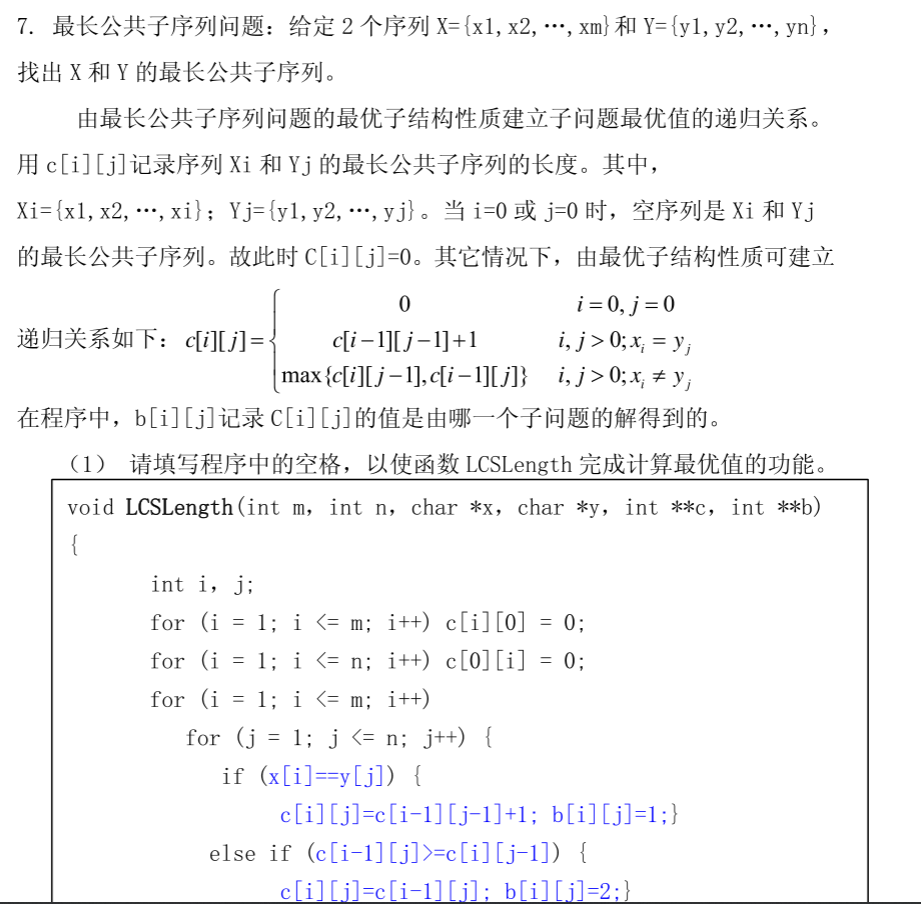 7. 最长公共子序列问题：给定 2 个序列 X={x1,x2,…,xm}和 Y={y1,y2,…,yn}，
找出 X 和 Y 的最长公共子序列。
由最长公共子序列问题的最优子结构性质建立子问题最优值的递归关系。
用 c[i][j]记录序列 Xi 和 Yj 的最长公共子序列的长度。其中，
Xi={x1,x2,…,xi}；Yj={y1,y2,…,yj}。当 i=0 或 j=0 时，空序列是 Xi 和 Yj
的最长公共子序列。故此时 C[i][j]=0。其它情况下，由最优子结构性质可建立
0 i=0,j=0
递归关系如下：c[i][j]={ c[i−1][j−1]+1 i,j>0;x_i=y_j
max{c[i][j−1],c[i−1][j]} i,j>0;x_i≠y_j
在程序中，b[i][j]记录 C[i][j]的值是由哪一个子问题的解得到的。
（1） 请填写程序中的空格，以使函数 LCSLength 完成计算最优值的功能。
void LCSLength(int m，int n，char *x，char *y，int **c，int **b)
{
int i，j;
for (i = 1; i <= m; i++) c[i][0] = 0;
for (i = 1; i <= n; i++) c[0][i] = 0;
for (i = 1; i <= m; i++)
for (j = 1; j <= n; j++) {
if (x[i]==y[j]) {
c[i][j]=c[i-1][j-1]+1; b[i][j]=1;}
else if (c[i-1][j]>=c[i][j-1]) {
c[i][j]=c[i-1][j]; b[i][j]=2;}